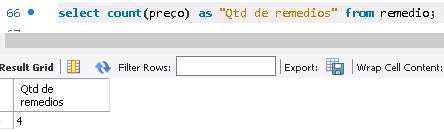 66 select count(preço) as "Qtd de remedios" from remedio;
Result Grid Filter Rows: Export: Wrap Cell Content:
Qtd de
remedios
4